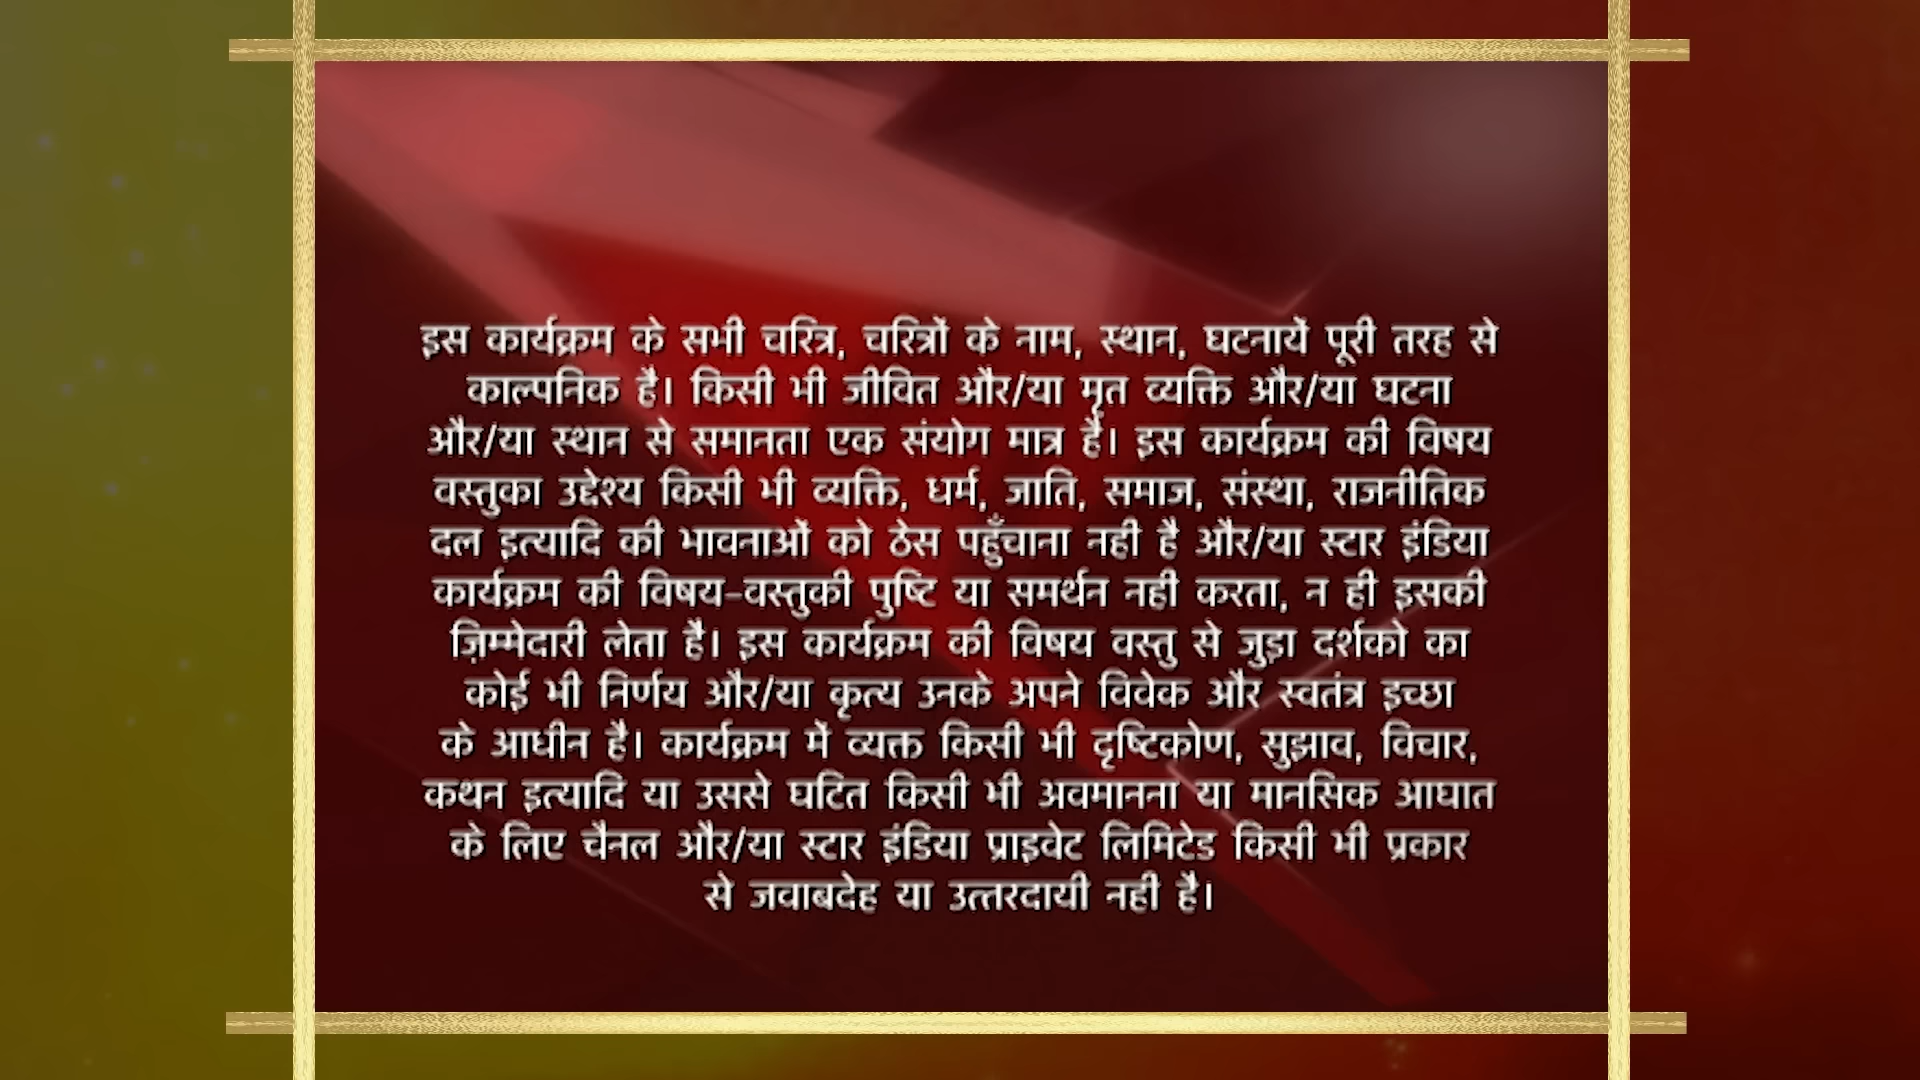 इस कार्यक्रम के सभी चरित्र, चरित्रों के नाम, स्थान, घटनायें पूरी तरह से
काल्पनिक है। किसी भी जीवित और/या मृत व्यक्ति और/या घटना
और/या स्थान से समानता एक संयोग मात्र हैं। इस कार्यक्रम की विषय
वस्तुका उद्देश्य किसी भी व्यक्ति, धर्म, जाति, समाज, संस्था, राजनीतिक
दल इत्यादि की भावनाओं को ठेस पहुँचाना नही है और/या स्टार इंडिया
कार्यक्रम की विषय-वस्तुकी पुष्टि या समर्थन नही करता, न ही इसकी
ज़िम्मेदारी लेता है। इस कार्यक्रम की विषय वस्तु से जुड़ा दर्शको का
कोई भी निर्णय और/या कृत्य उनके अपने विवेक और स्वतंत्र इच्छा
के आधीन है। कार्यक्रम में व्यक्त किसी भी दृष्टिकोण, सुझाव, विचार,
कथन इत्यादि या उससे घटित किसी भी अवमानना या मानसिक आघात
के लिए चैनल और/या स्टार इंडिया प्राइवेट लिमिटेड किसी भी प्रकार
से जवाबदेह या उत्तरदायी नही है।